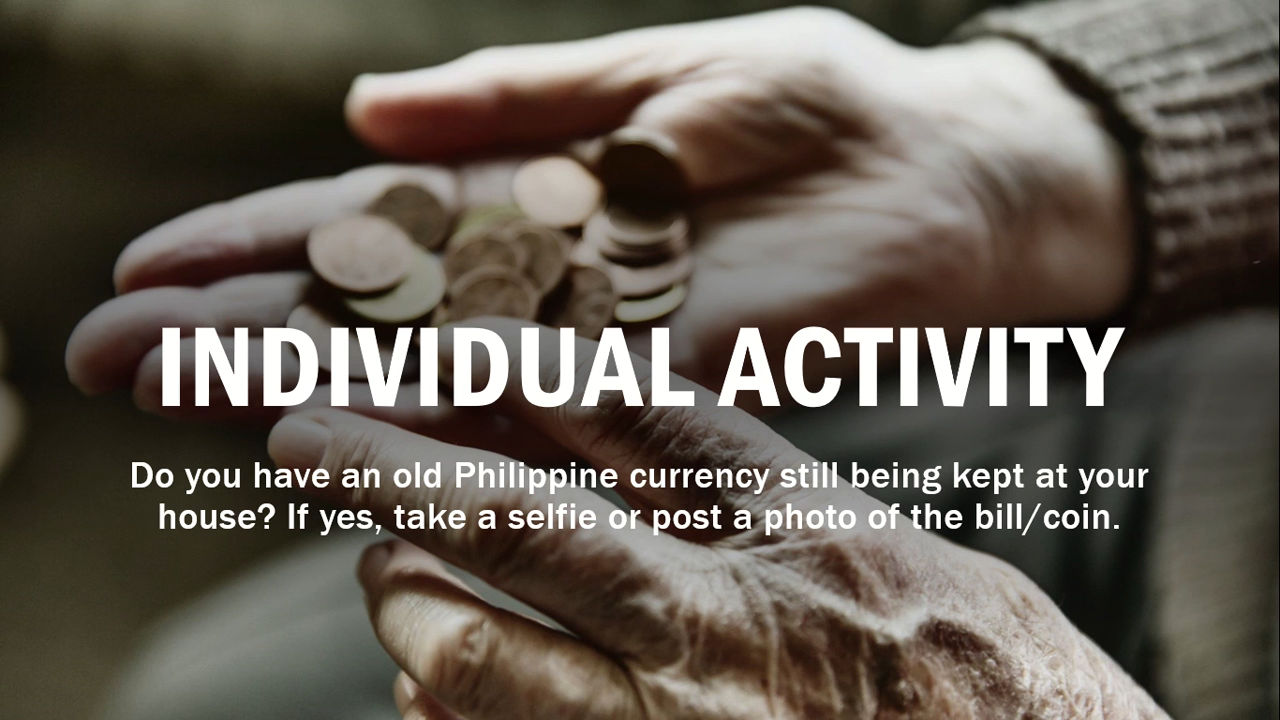 INDIVIDUAL ACTIVITY
Do you have an old Philippine currency still being kept at your
house? If yes, take a selfie or post a photo of the bill/coin.